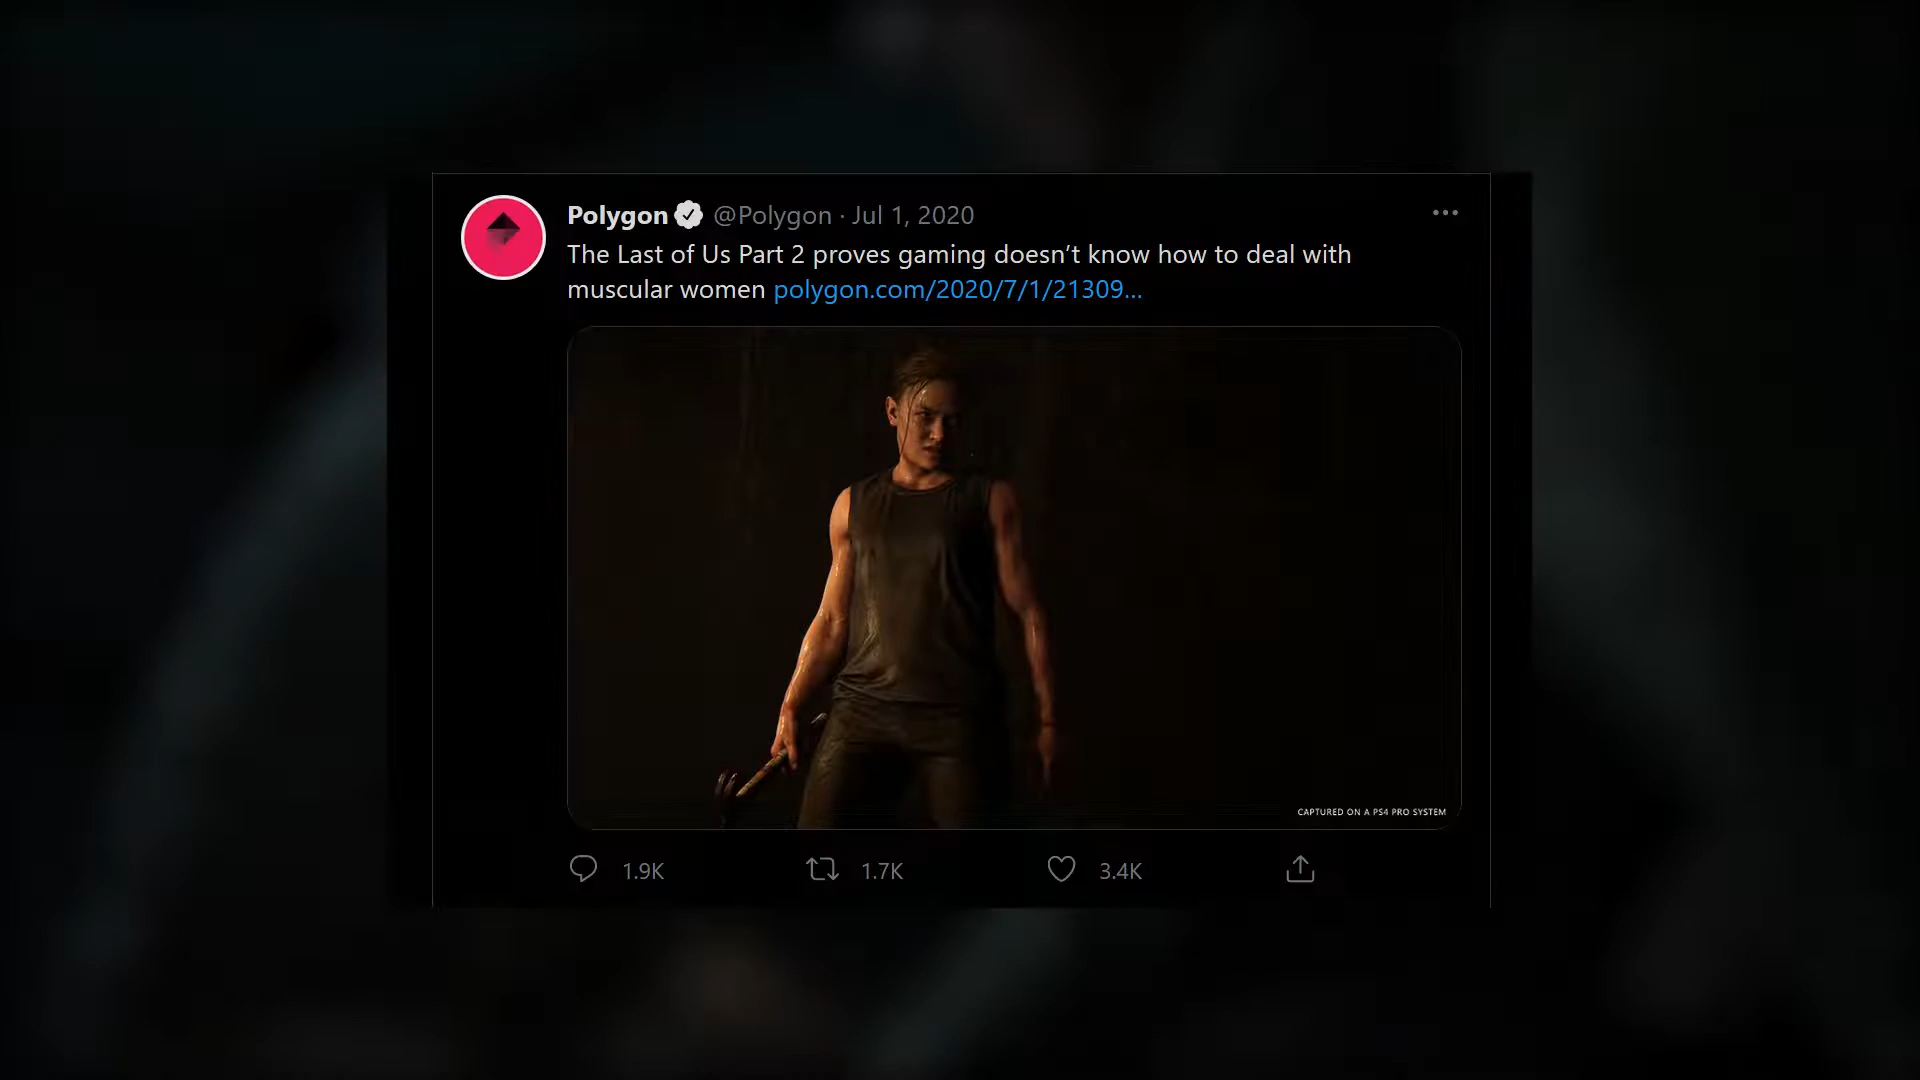 Polygon @Polygon · Jul 1, 2020
The Last of Us Part 2 proves gaming doesn’t know how to deal with
muscular women polygon.com/2020/7/1/21309...
CAPTURED ON A PS4 PRO SYSTEM
1.9K 1.7K 3.4K